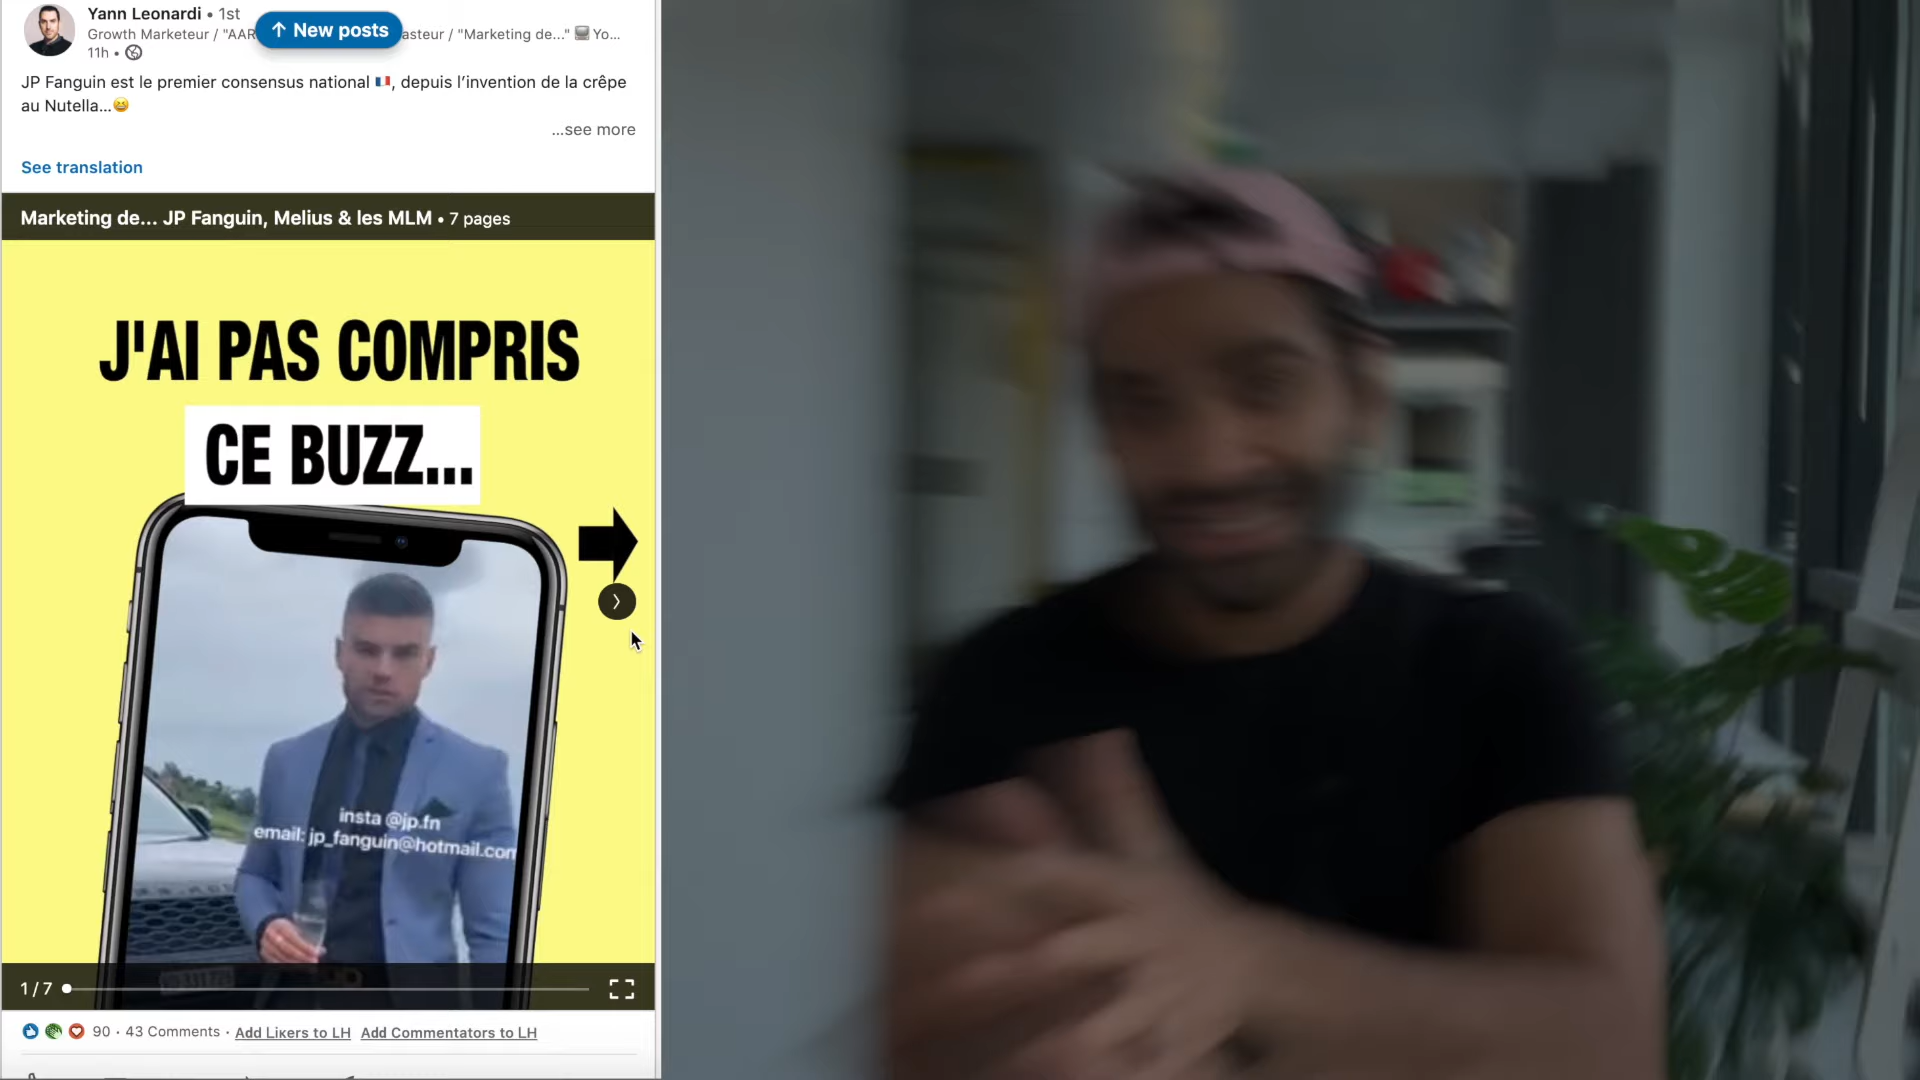 Yann Leonardi • 1st
Growth Marketeur / "AAR
asteur / "Marketing de..." Yo...
↑ New posts
11h •
JP Fanguin est le premier consensus national 🇫🇷, depuis l'invention de la crêpe
au Nutella...😆
...see more
See translation
Marketing de... JP Fanguin, Melius & les MLM • 7 pages
J'AI PAS COMPRIS
CE BUZZ...
insta @jp.fn
email: jp_fanguin@hotmail.com
1 / 7
90 · 43 Comments · Add Likers to LH Add Commentators to LH